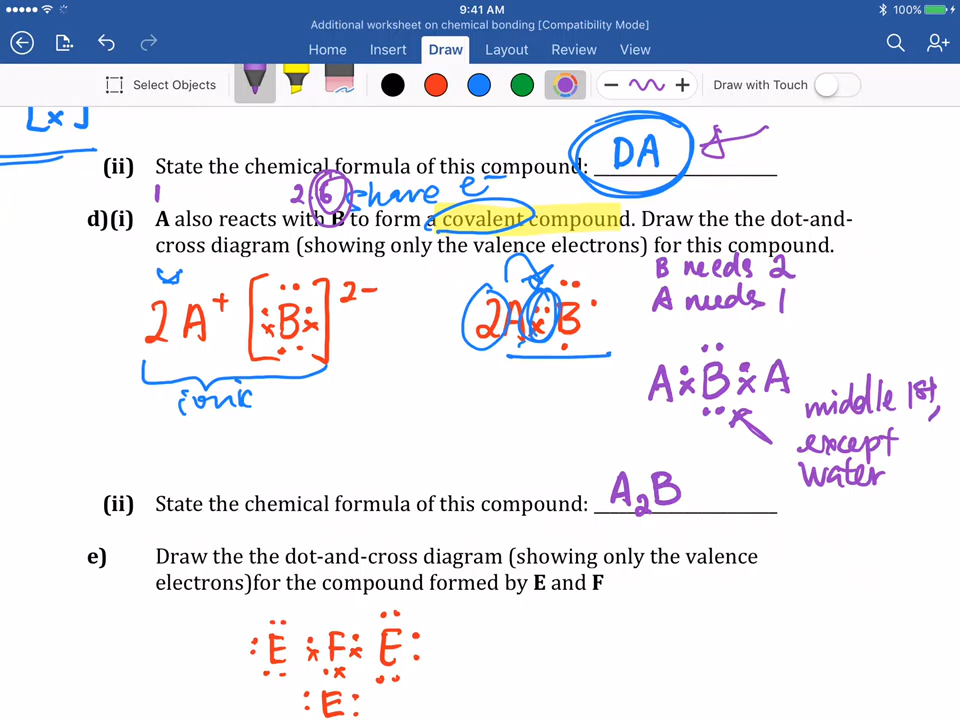 9:41 AM
100%
Additional worksheet on chemical bonding [Compatibility Mode]
Home Insert Draw Layout Review View
Select Objects
Draw with Touch
[x]
(ii) State the chemical formula of this compound: DA
1 2 6 share e–
d)(i) A also reacts with B to form a covalent compound. Draw the the dot-and-
cross diagram (showing only the valence electrons) for this compound.
B needs 2
A needs 1
2 A+ [B]2–
2A B
A B A
ionic
middle 1st,
except
water
(ii) State the chemical formula of this compound: A2B
e) Draw the the dot-and-cross diagram (showing only the valence
electrons)for the compound formed by E and F
E F E
E